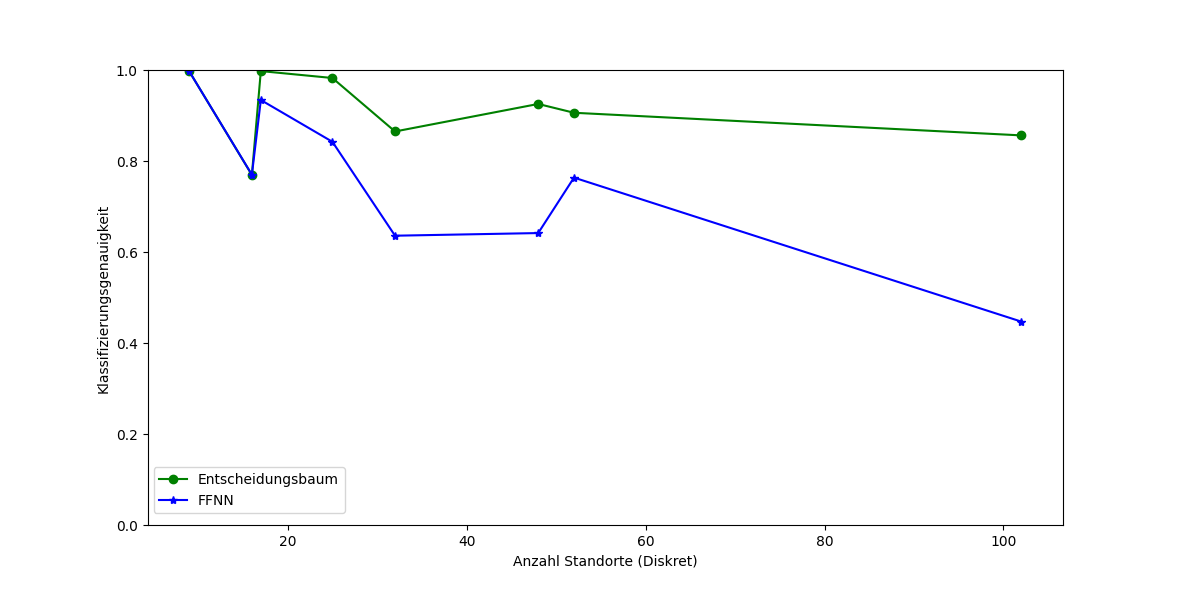 1.0
0.8
0.6
0.4
0.2
0.0
Klassifizierungsgenauigkeit
Entscheidungsbaum
FFNN
20 40 60 80 100
Anzahl Standorte (Diskret)